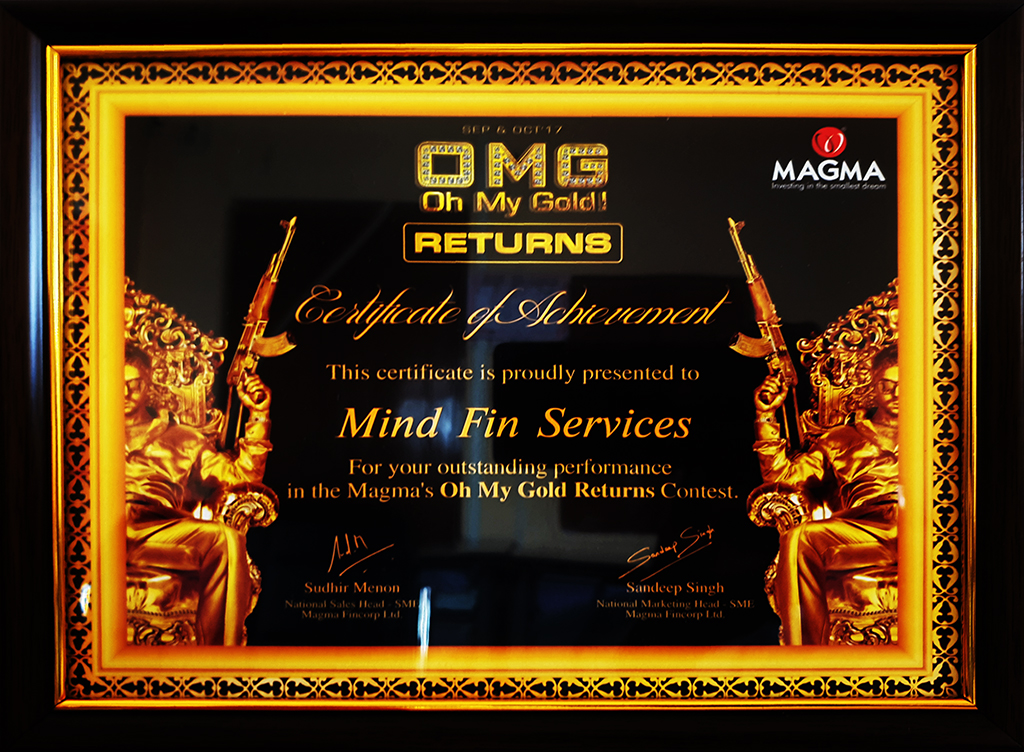 SEP & OCT'17
OMG
Oh My Gold!
RETURNS
MAGMA
Investing in the smallest dream
Certificate of Achievement
This certificate is proudly presented to
Mind Fin Services
For your outstanding performance
in the Magma's Oh My Gold Returns Contest.
Sandeep Singh
Sudhir Menon
National Sales Head - SME
Magma Fincorp Ltd.
Sandeep Singh
National Marketing Head - SME
Magma Fincorp Ltd.